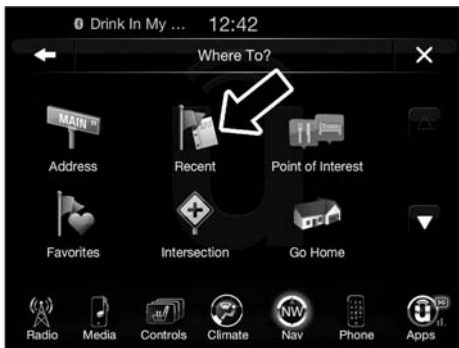 Drink In My ... 12:42
Where To?
MAIN
Address Recent Point of Interest
Favorites Intersection Go Home
NW
Radio Media Controls Climate Nav Phone Apps